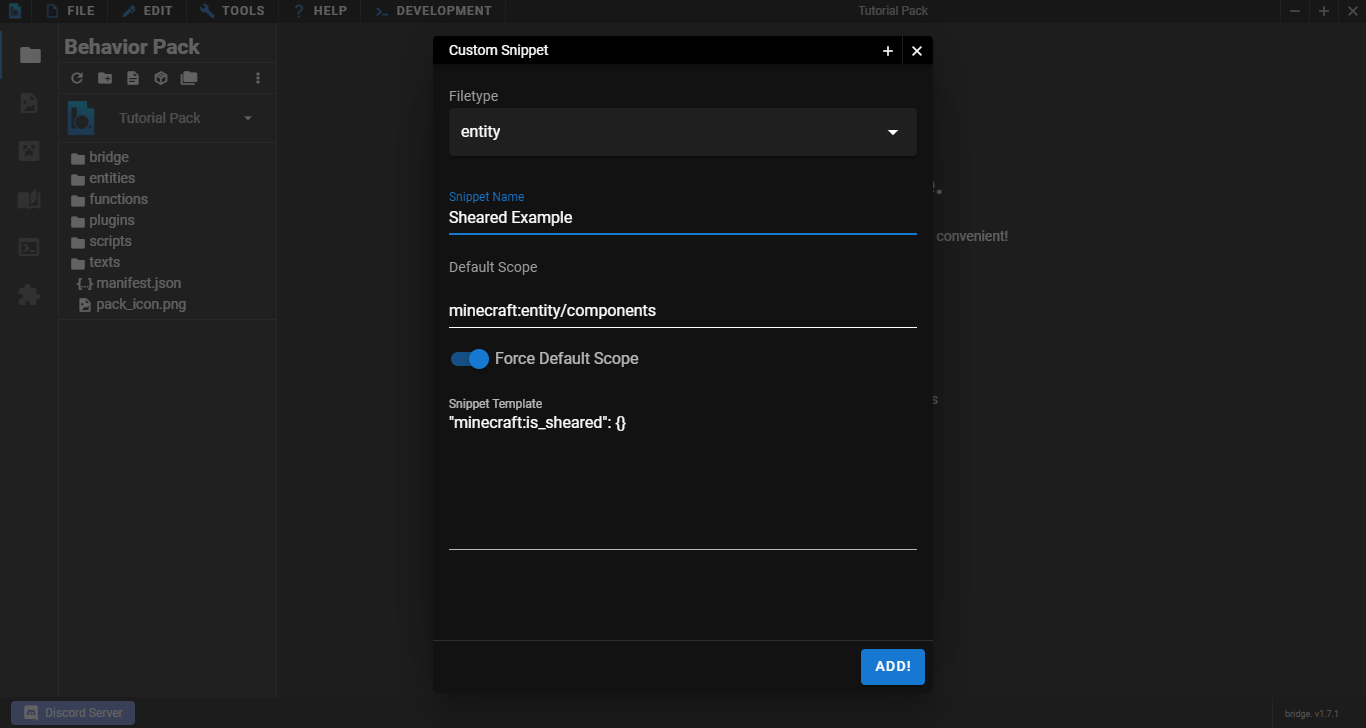 FILE EDIT TOOLS HELP DEVELOPMENT Tutorial Pack
Behavior Pack
Tutorial Pack
bridge
entities
functions
plugins
scripts
texts
manifest.json
pack_icon.png
Custom Snippet
Filetype
entity
Snippet Name
Sheared Example
Default Scope
minecraft:entity/components
Force Default Scope
Snippet Template
"minecraft:is_sheared": {}
ADD!
convenient!
Discord Server
bridge. v1.7.1